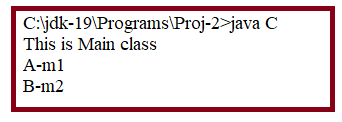 C:\jdk-19\Programs\Proj-2>java C
This is Main class
A-m1
B-m2